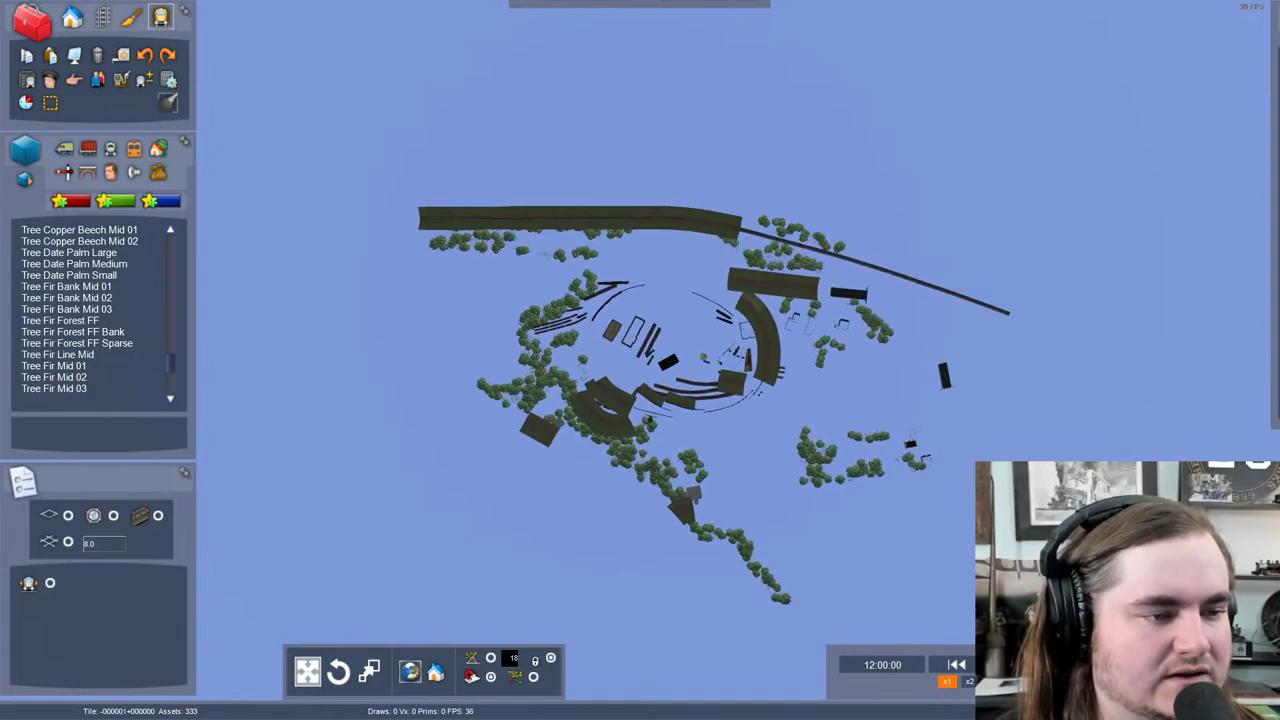 39 FPS
Tree Copper Beech Mid 01
Tree Copper Beech Mid 02
Tree Date Palm Large
Tree Date Palm Medium
Tree Date Palm Small
Tree Fir Bank Mid 01
Tree Fir Bank Mid 02
Tree Fir Bank Mid 03
Tree Fir Forest FF
Tree Fir Forest FF Bank
Tree Fir Forest FF Sparse
Tree Fir Line Mid
Tree Fir Mid 01
Tree Fir Mid 02
Tree Fir Mid 03
8.0
18
12:00:00
x1
x2
Tile: -000001+000000 Assets: 333
Draws: 0 Vx: 0 Prims: 0 FPS: 36